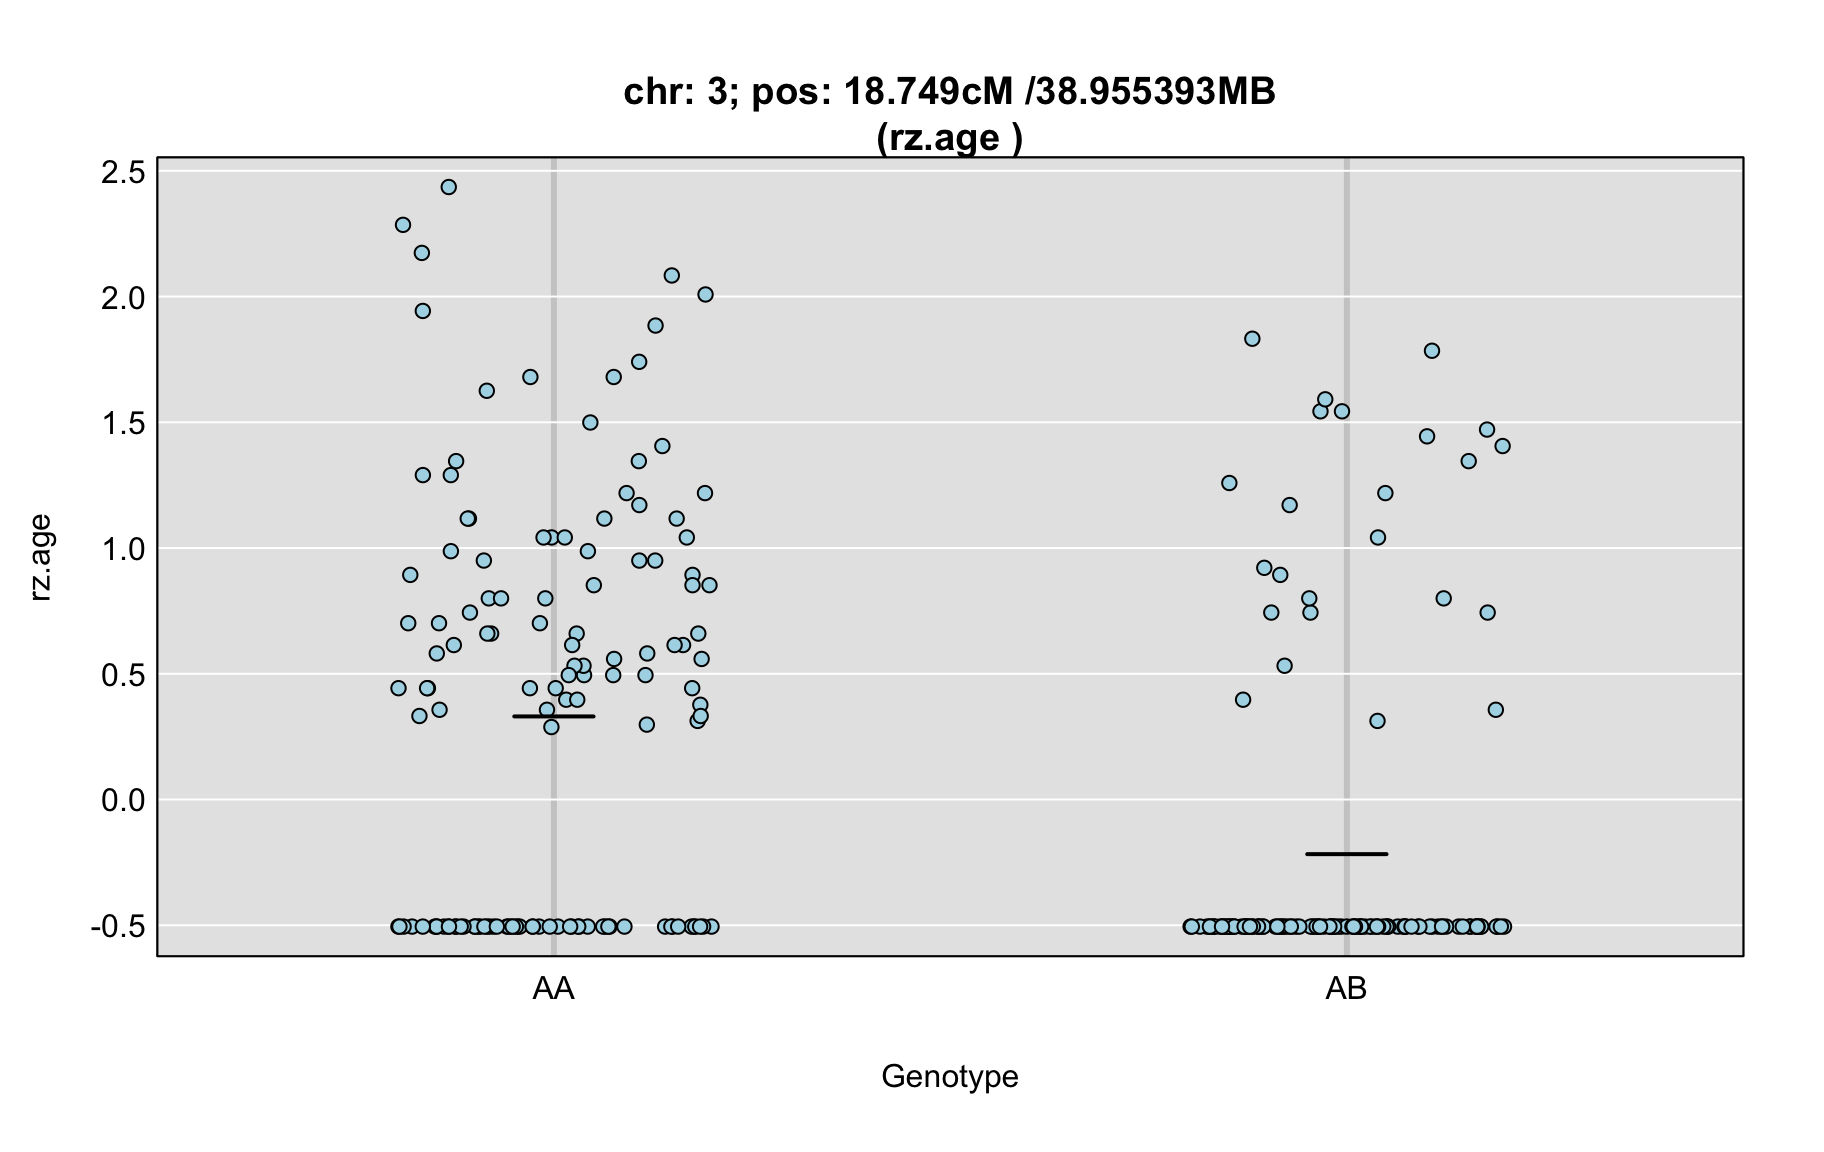 chr: 3; pos: 18.749cM /38.955393MB
(rz.age )
2.5
2.0
1.5
1.0
0.5
0.0
-0.5
rz.age
AA
AB
Genotype